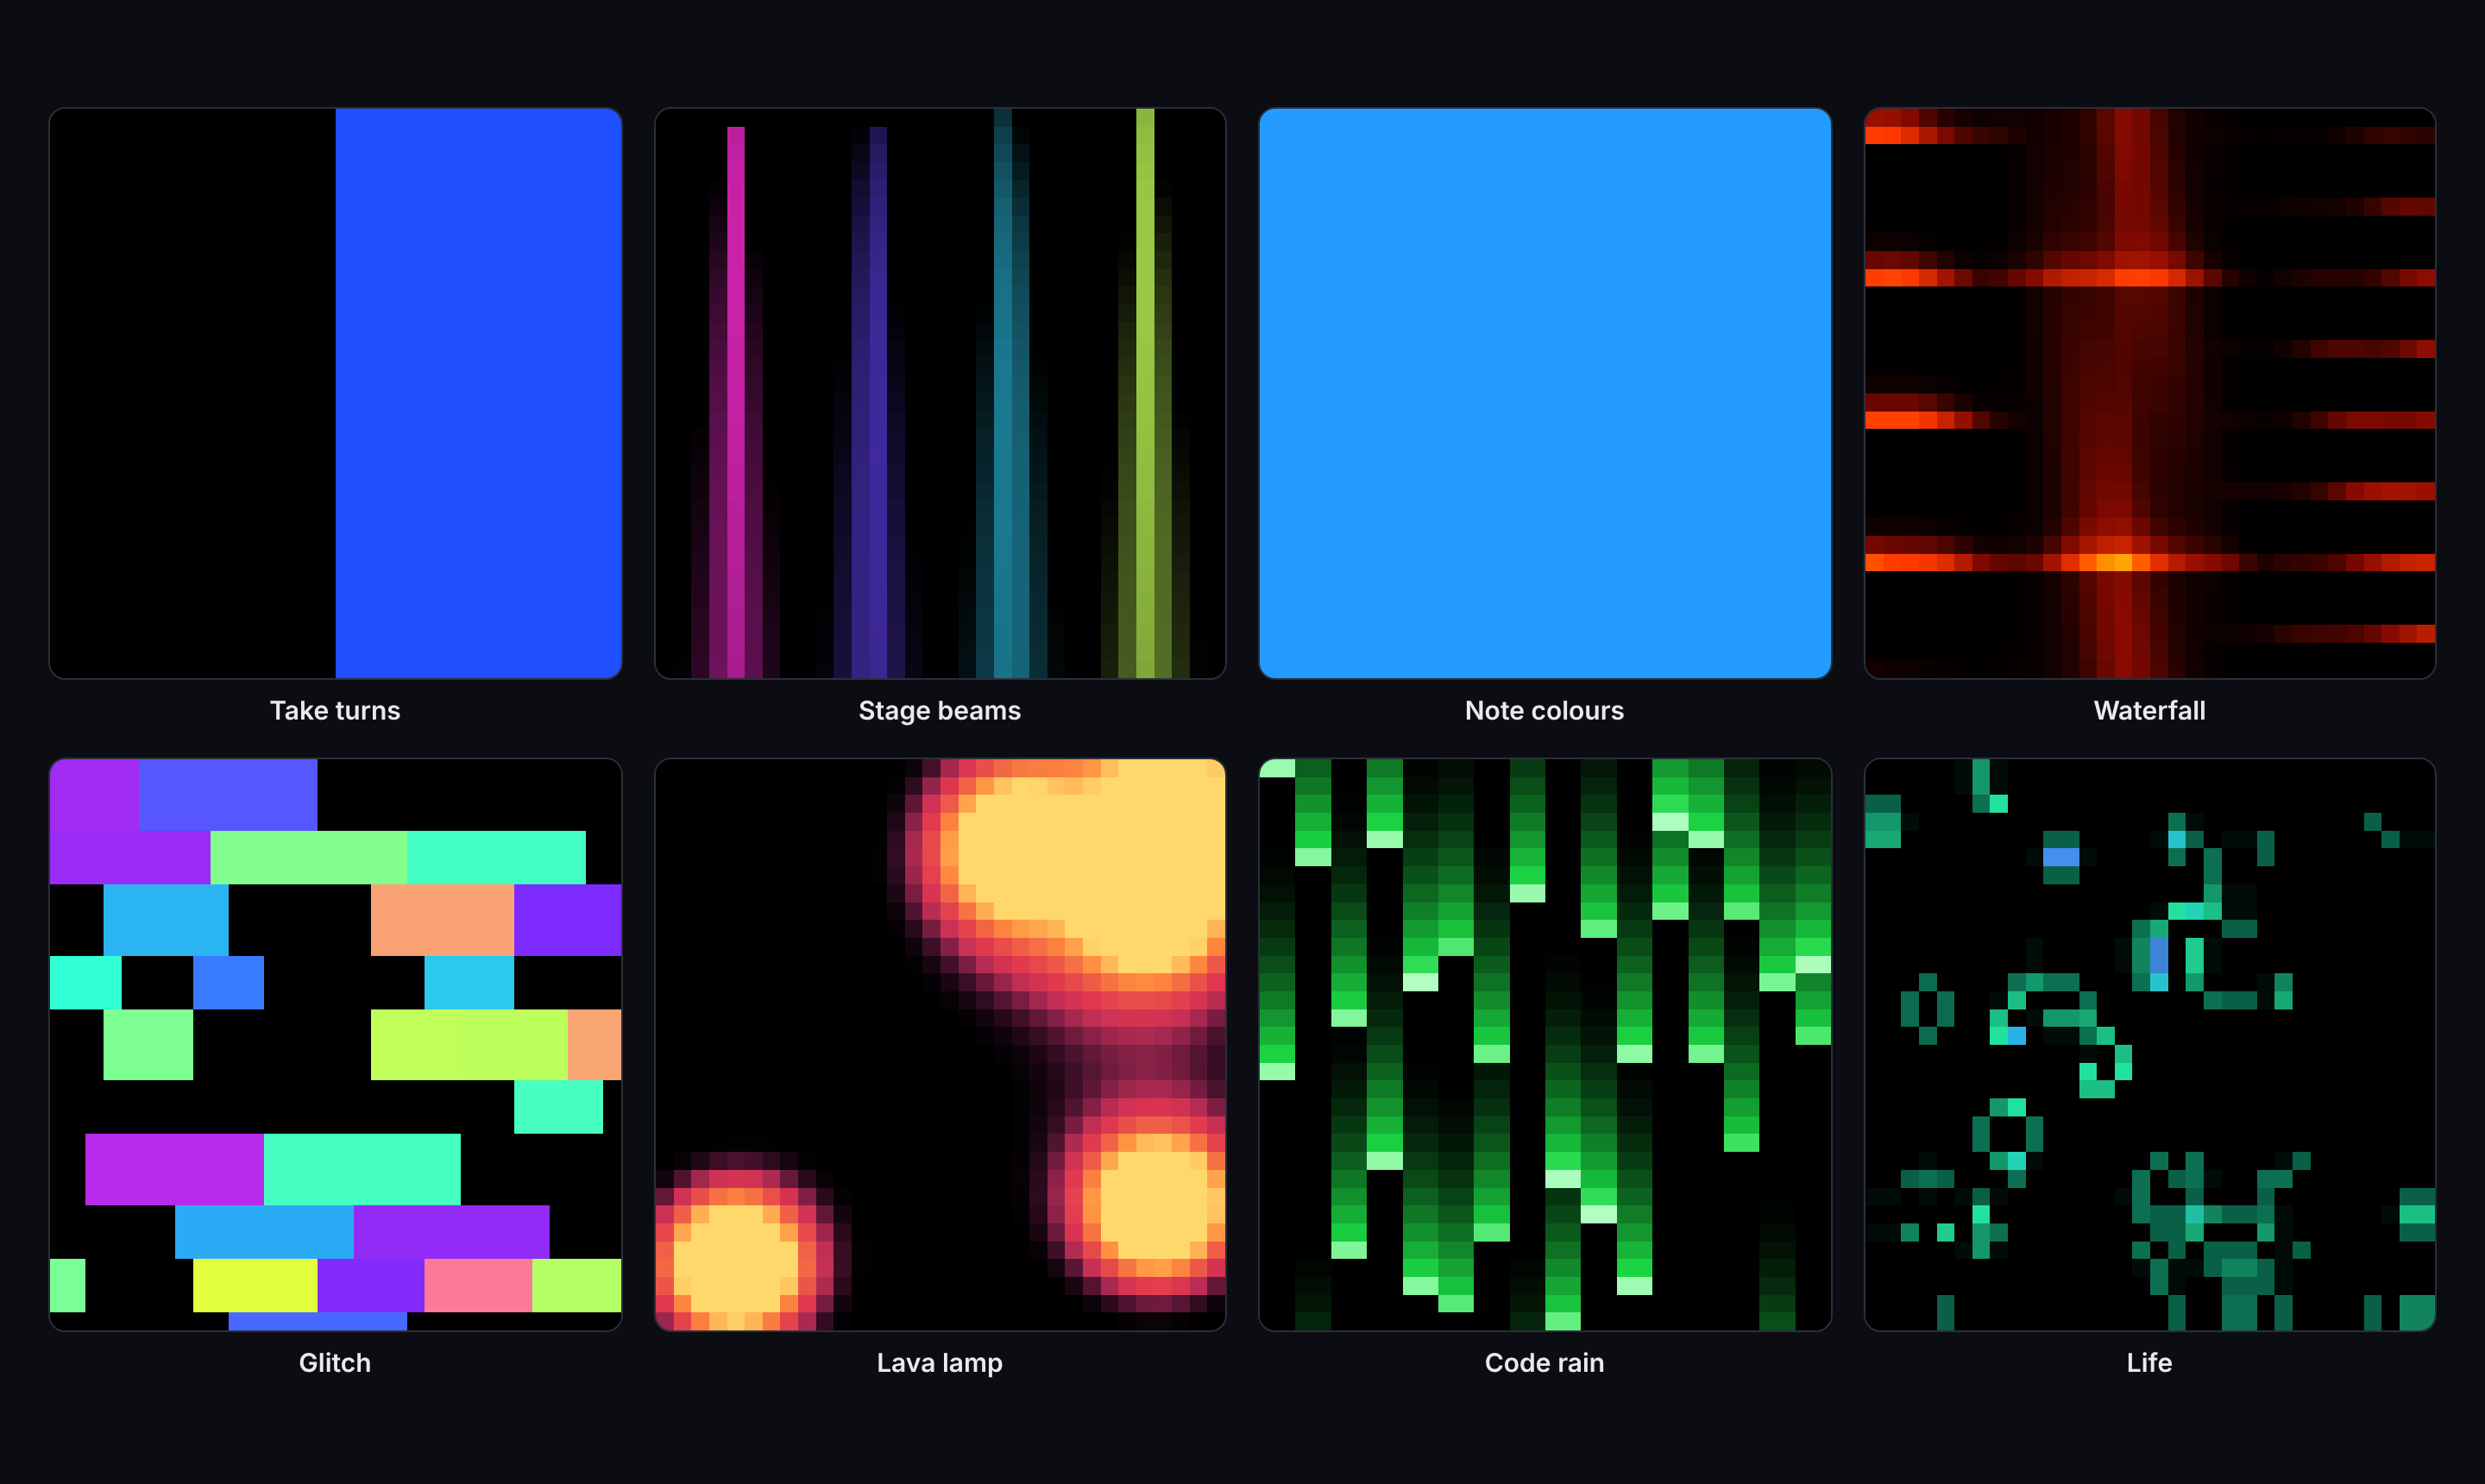 Take turns
Stage beams
Note colours
Waterfall
Glitch
Lava lamp
Code rain
Life